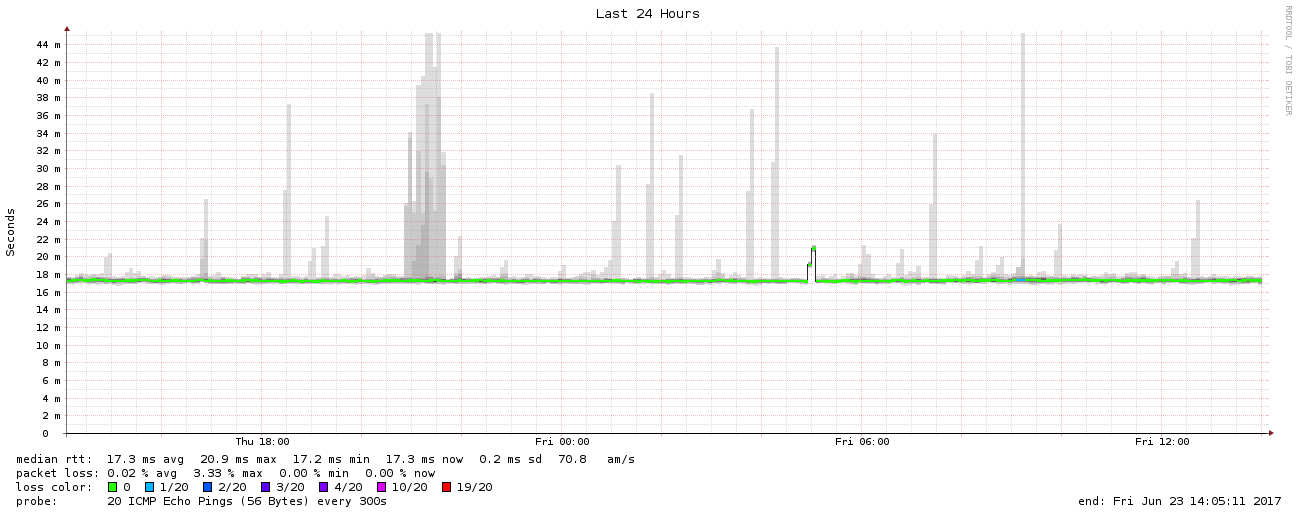 Last 24 Hours
RRDTOOL / TOBI OETIKER
Seconds
44 m
42 m
40 m
38 m
36 m
34 m
32 m
30 m
28 m
26 m
24 m
22 m
20 m
18 m
16 m
14 m
12 m
10 m
8 m
6 m
4 m
2 m
0
Thu 18:00 Fri 00:00 Fri 06:00 Fri 12:00
median rtt: 17.3 ms avg 20.9 ms max 17.2 ms min 17.3 ms now 0.2 ms sd 70.8 am/s
packet loss: 0.02 % avg 3.33 % max 0.00 % min 0.00 % now
loss color: 0 1/20 2/20 3/20 4/20 10/20 19/20
probe: 20 ICMP Echo Pings (56 Bytes) every 300s end: Fri Jun 23 14:05:11 2017